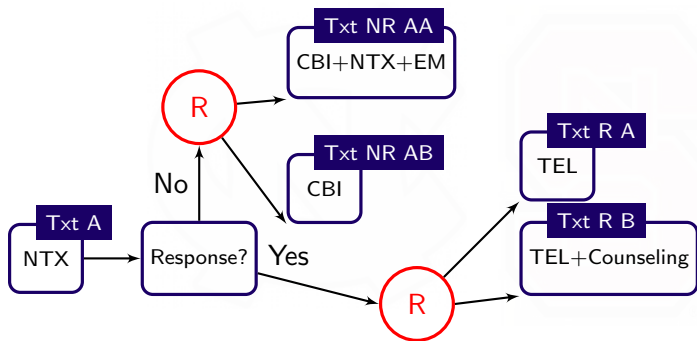 Txt NR AA
CBI+NTX+EM
R
Txt NR AB
CBI
No
Txt R A
TEL
Txt A
NTX
Response?
Yes
Txt R B
TEL+Counseling
R